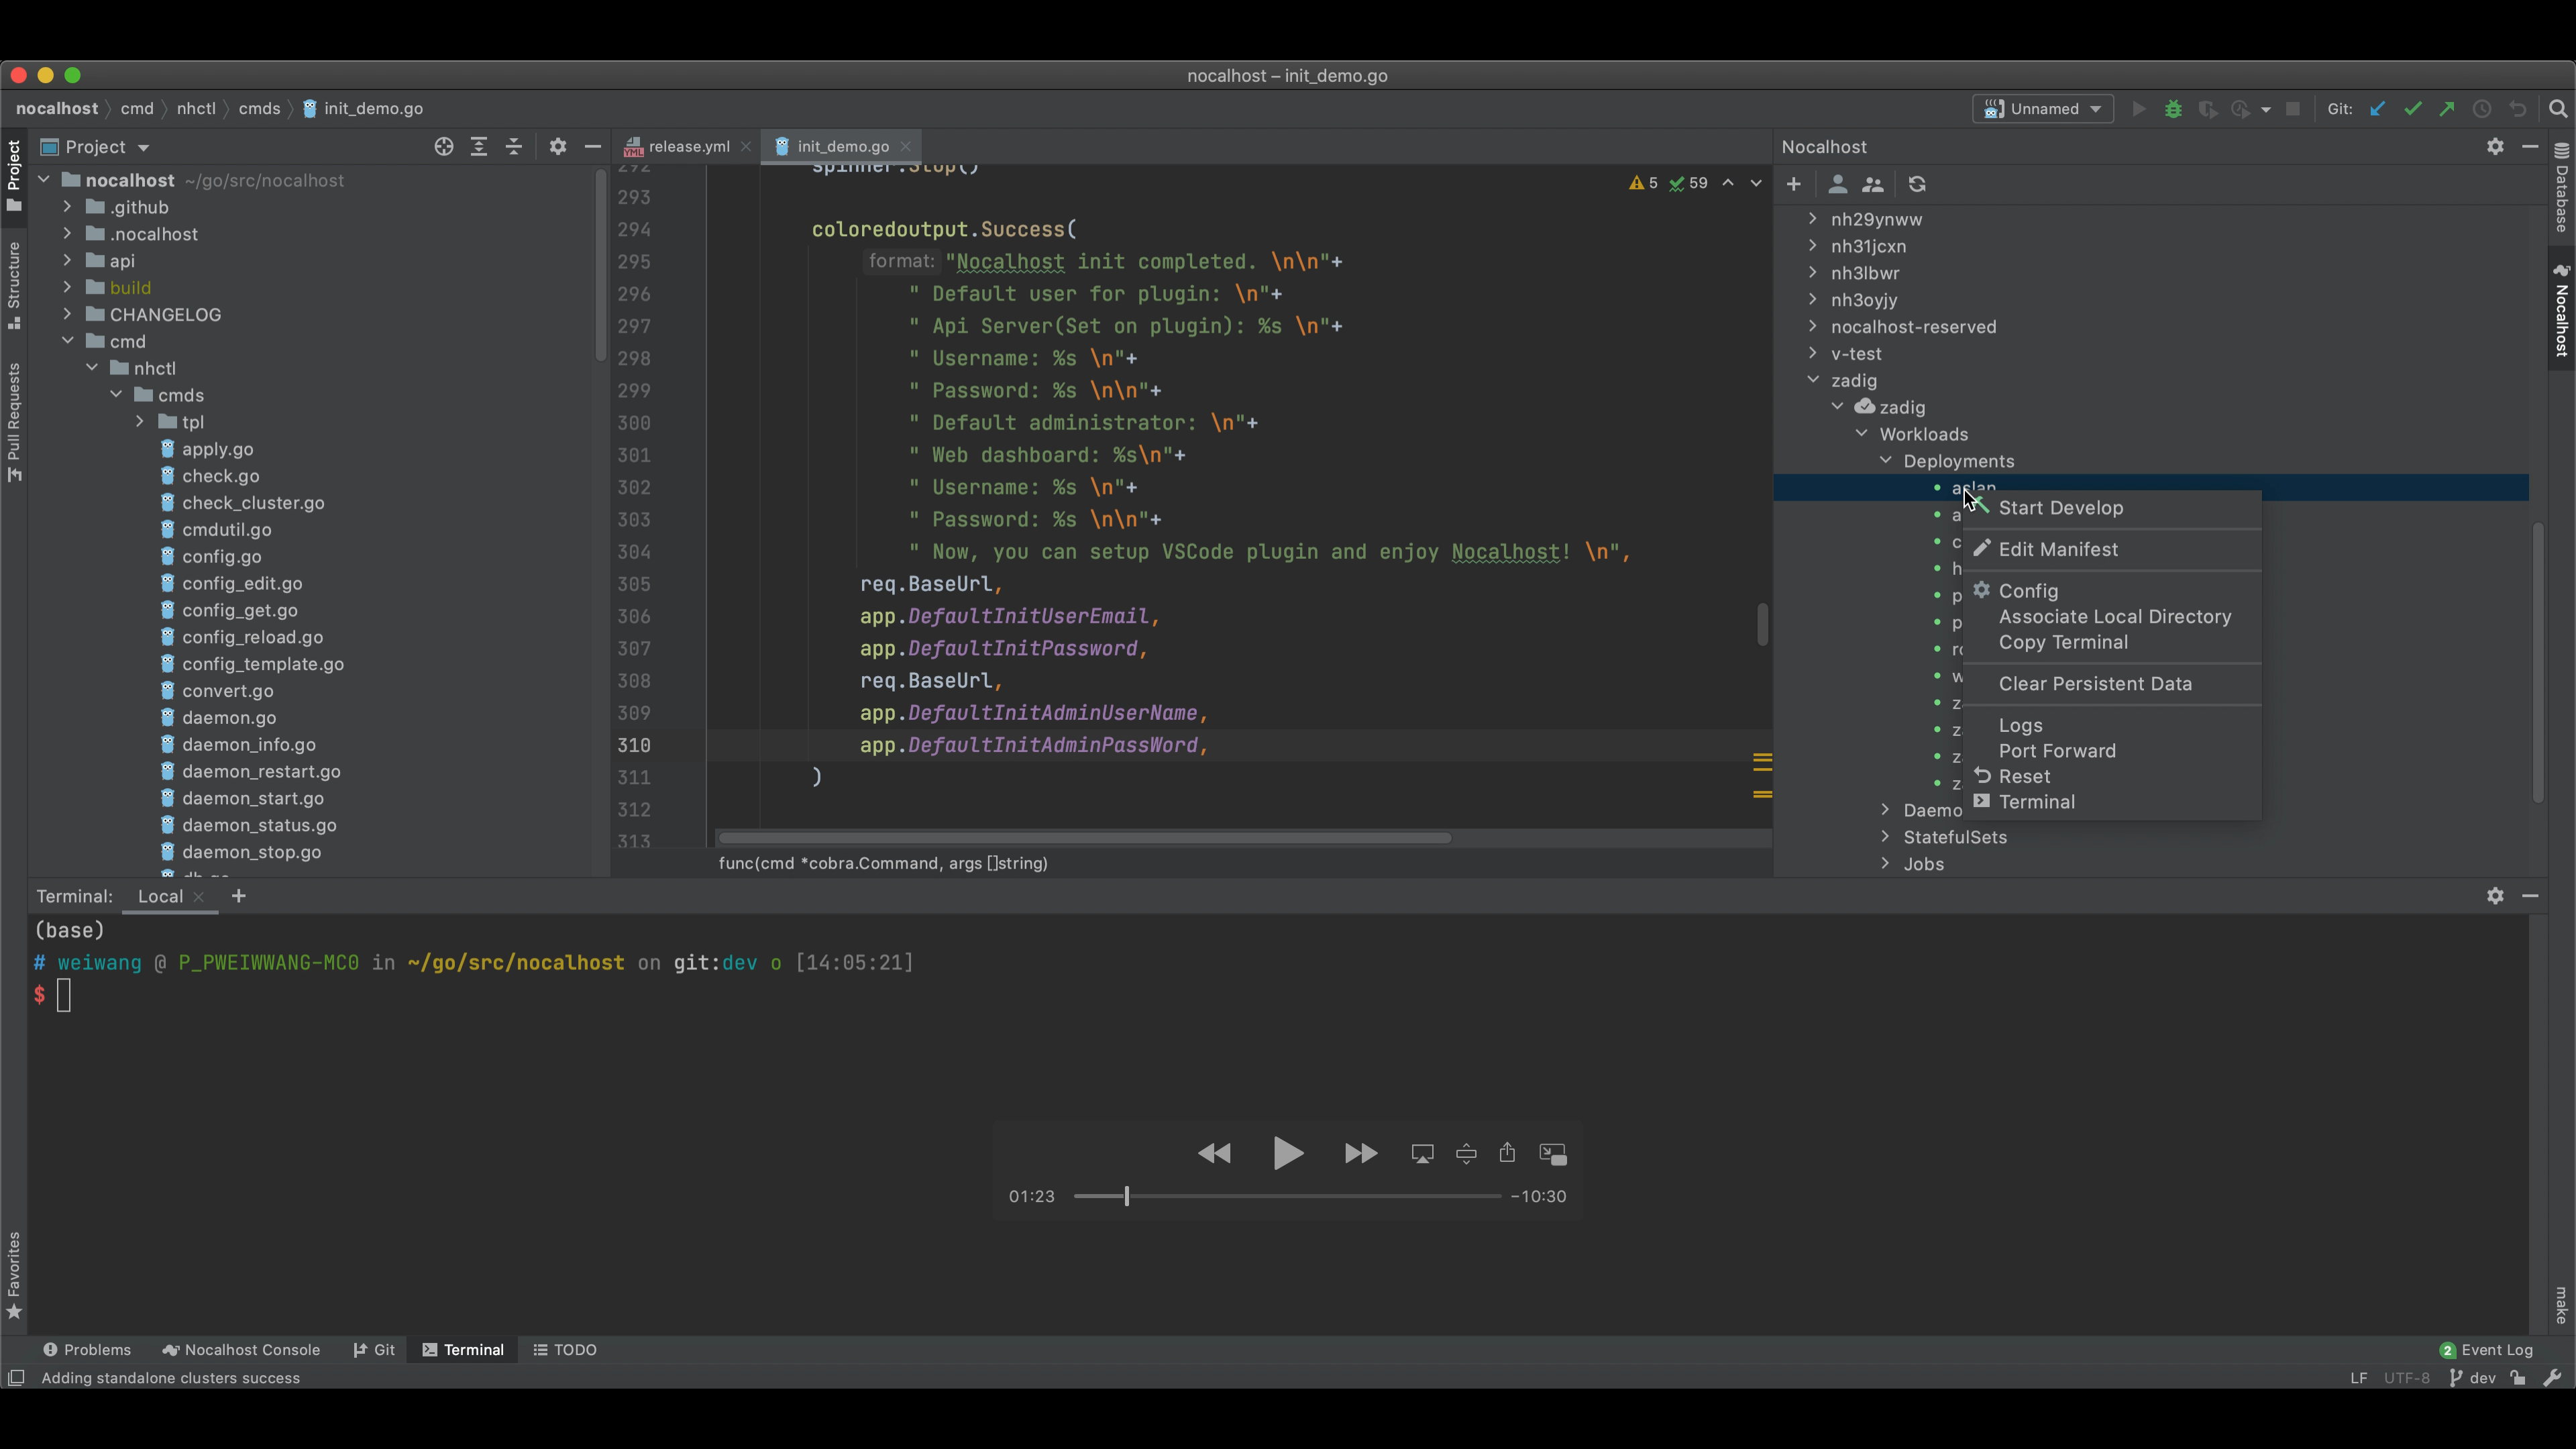 nocalhost – init_demo.go
nocalhost cmd nhctl cmds init_demo.go
Unnamed
Git:
Project
Structure
Pull Requests
Favorites
Project
nocalhost ~/go/src/nocalhost
.github
.nocalhost
api
build
CHANGELOG
cmd
nhctl
cmds
tpl
apply.go
check.go
check_cluster.go
cmdutil.go
config.go
config_edit.go
config_get.go
config_reload.go
config_template.go
convert.go
daemon.go
daemon_info.go
daemon_restart.go
daemon_start.go
daemon_status.go
daemon_stop.go
release.yml init_demo.go
5 59
292 spinner.Stop()
293
294 coloredoutput.Success(
295 format: "Nocalhost init completed. \n\n"+
296 " Default user for plugin: \n"+
297 " Api Server(Set on plugin): %s \n"+
298 " Username: %s \n"+
299 " Password: %s \n\n"+
300 " Default administrator: \n"+
301 " Web dashboard: %s\n"+
302 " Username: %s \n"+
303 " Password: %s \n\n"+
304 " Now, you can setup VSCode plugin and enjoy Nocalhost! \n",
305 req.BaseUrl,
306 app.DefaultInitUserEmail,
307 app.DefaultInitPassword,
308 req.BaseUrl,
309 app.DefaultInitAdminUserName,
310 app.DefaultInitAdminPassWord,
311 )
312
313
func(cmd *cobra.Command, args []string)
Nocalhost
nh29ynww
nh31jcxn
nh3lbwr
nh3oyjy
nocalhost-reserved
v-test
zadig
zadig
Workloads
Deployments
aslan
Start Develop
Edit Manifest
Config
Associate Local Directory
Copy Terminal
Clear Persistent Data
Logs
Port Forward
Reset
Terminal
Daemo
StatefulSets
Jobs
Database
Nocalhost
make
Terminal: Local
(base)
# weiwang @ P_PWEIWWANG-MC0 in ~/go/src/nocalhost on git:dev o [14:05:21]
$
01:23 −10:30
Problems Nocalhost Console Git Terminal TODO
2 Event Log
Adding standalone clusters success
LF UTF-8 dev